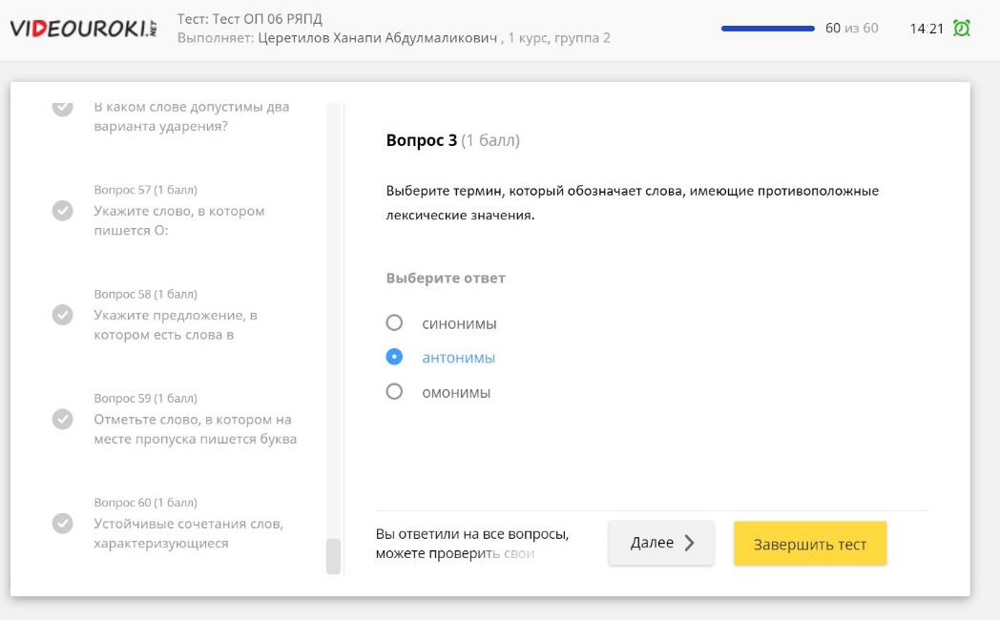 VIDEOUROKI.NET
Тест: Тест ОП 06 РЯПД
Выполняет: Церетилов Ханапи Абдулмаликович , 1 курс, группа 2
60 из 60
14:21
В каком слове допустимы два
варианта ударения?
Вопрос 57 (1 балл)
Укажите слово, в котором
пишется О:
Вопрос 58 (1 балл)
Укажите предложение, в
котором есть слова в
Вопрос 59 (1 балл)
Отметьте слово, в котором на
месте пропуска пишется буква
Вопрос 60 (1 балл)
Устойчивые сочетания слов,
характеризующиеся
Вопрос 3 (1 балл)
Выберите термин, который обозначает слова, имеющие противоположные
лексические значения.
Выберите ответ
синонимы
антонимы
омонимы
Вы ответили на все вопросы,
можете проверить свои
Далее
Завершить тест